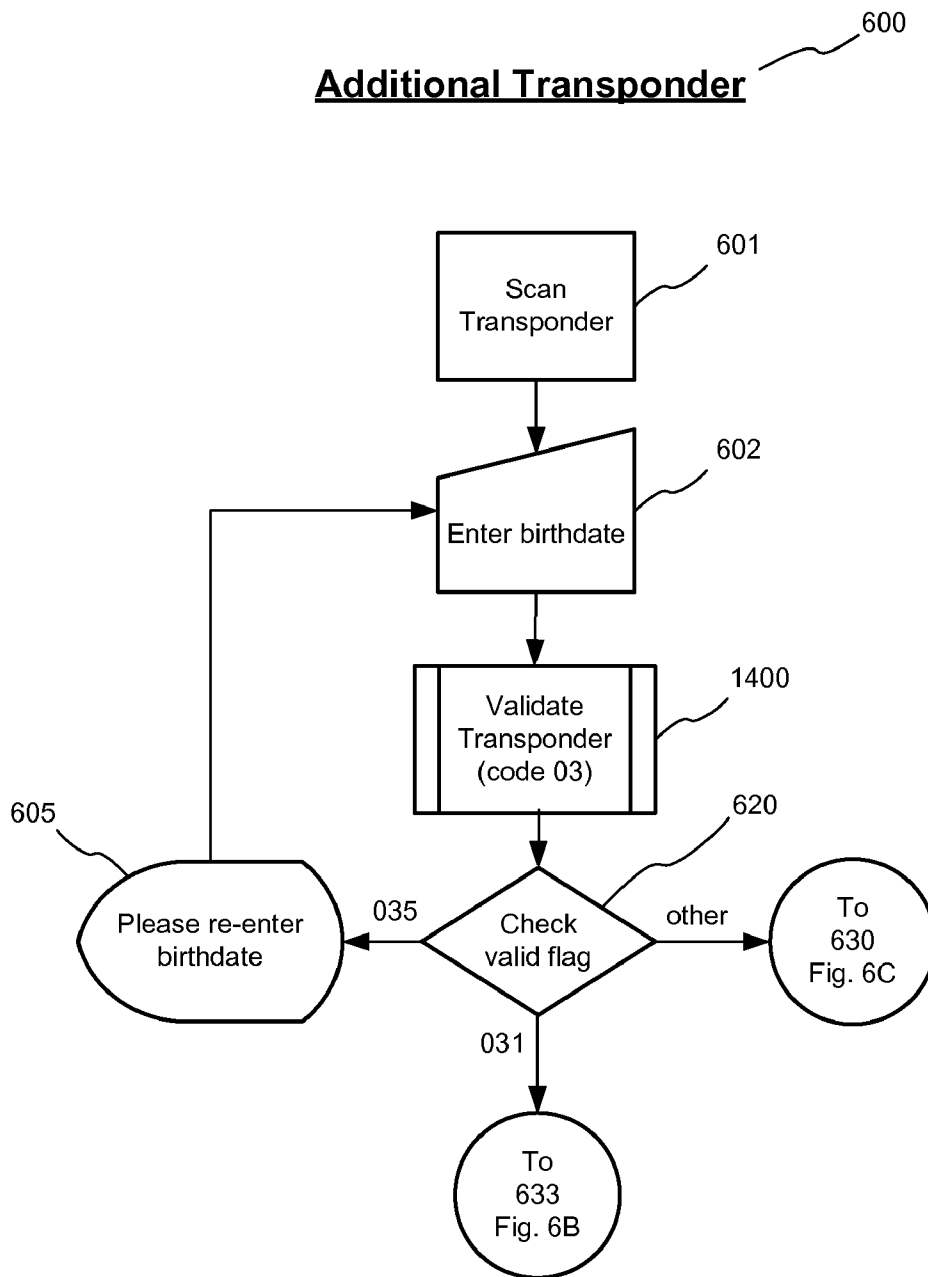 600
Additional Transponder
601
Scan
Transponder
602
Enter birthdate
1400
Validate
Transponder
(code 03)
605
620
Please re-enter
birthdate
035
Check
valid flag
other
To
630
Fig. 6C
031
To
633
Fig. 6B